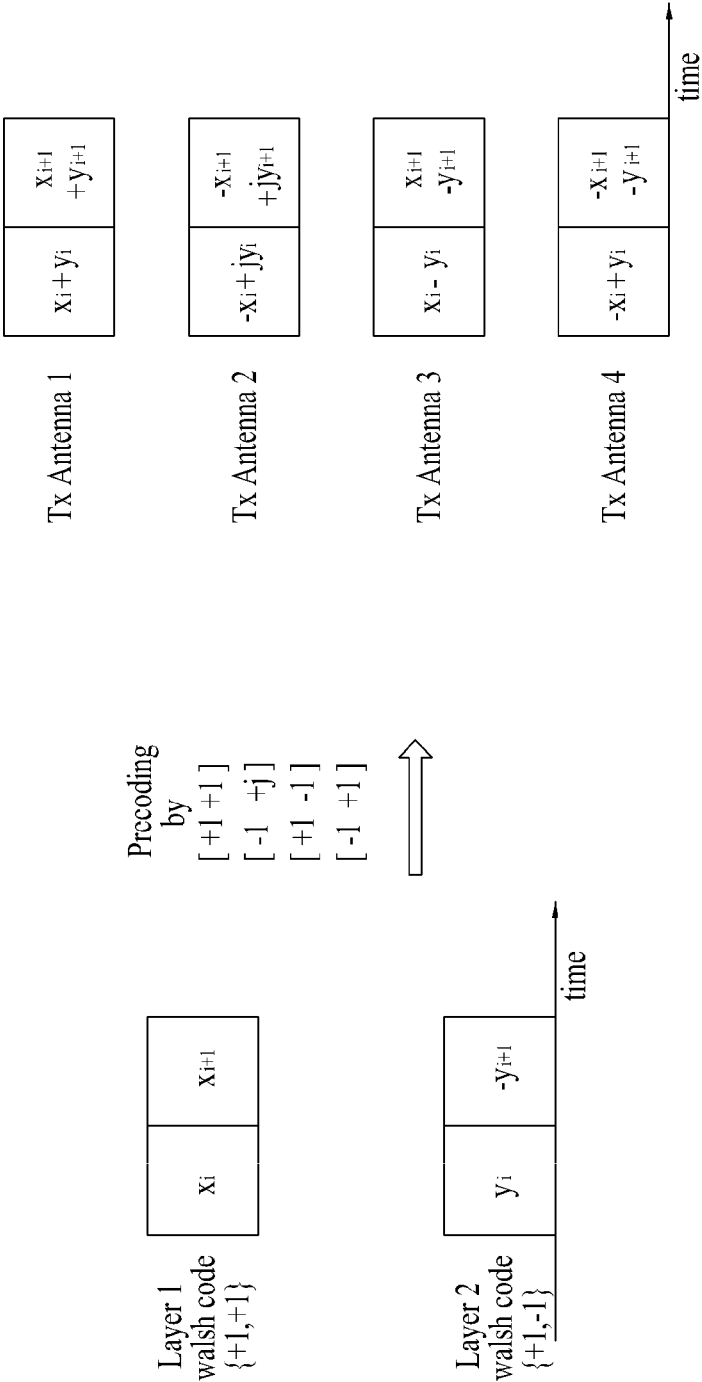 Layer 1
walsh code
{+1,+1}
xi
xi+1
Layer 2
walsh code
{+1,-1}
yi
-yi+1
time
Precoding
by
[ +1 +1 ]
[ -1 +j ]
[ +1 -1 ]
[ -1 +1 ]
Tx Antenna 1
xi+yi
xi+1
+yi+1
Tx Antenna 2
-xi+jyi
-xi+1
+jyi+1
Tx Antenna 3
xi- yi
xi+1
-yi+1
Tx Antenna 4
-xi+yi
-xi+1
-yi+1
time